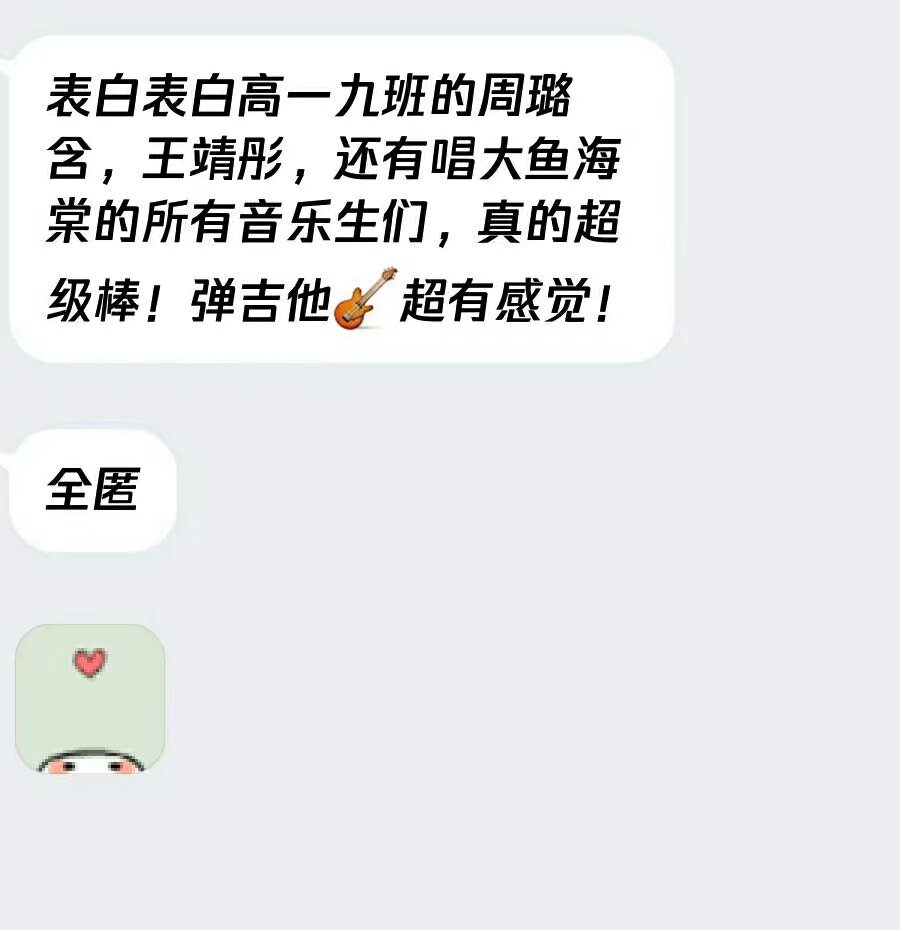 表白表白高一九班的周璐
含，王靖彤，还有唱大鱼海
棠的所有音乐生们，真的超
级棒！弹吉他🎸超有感觉！
全匿